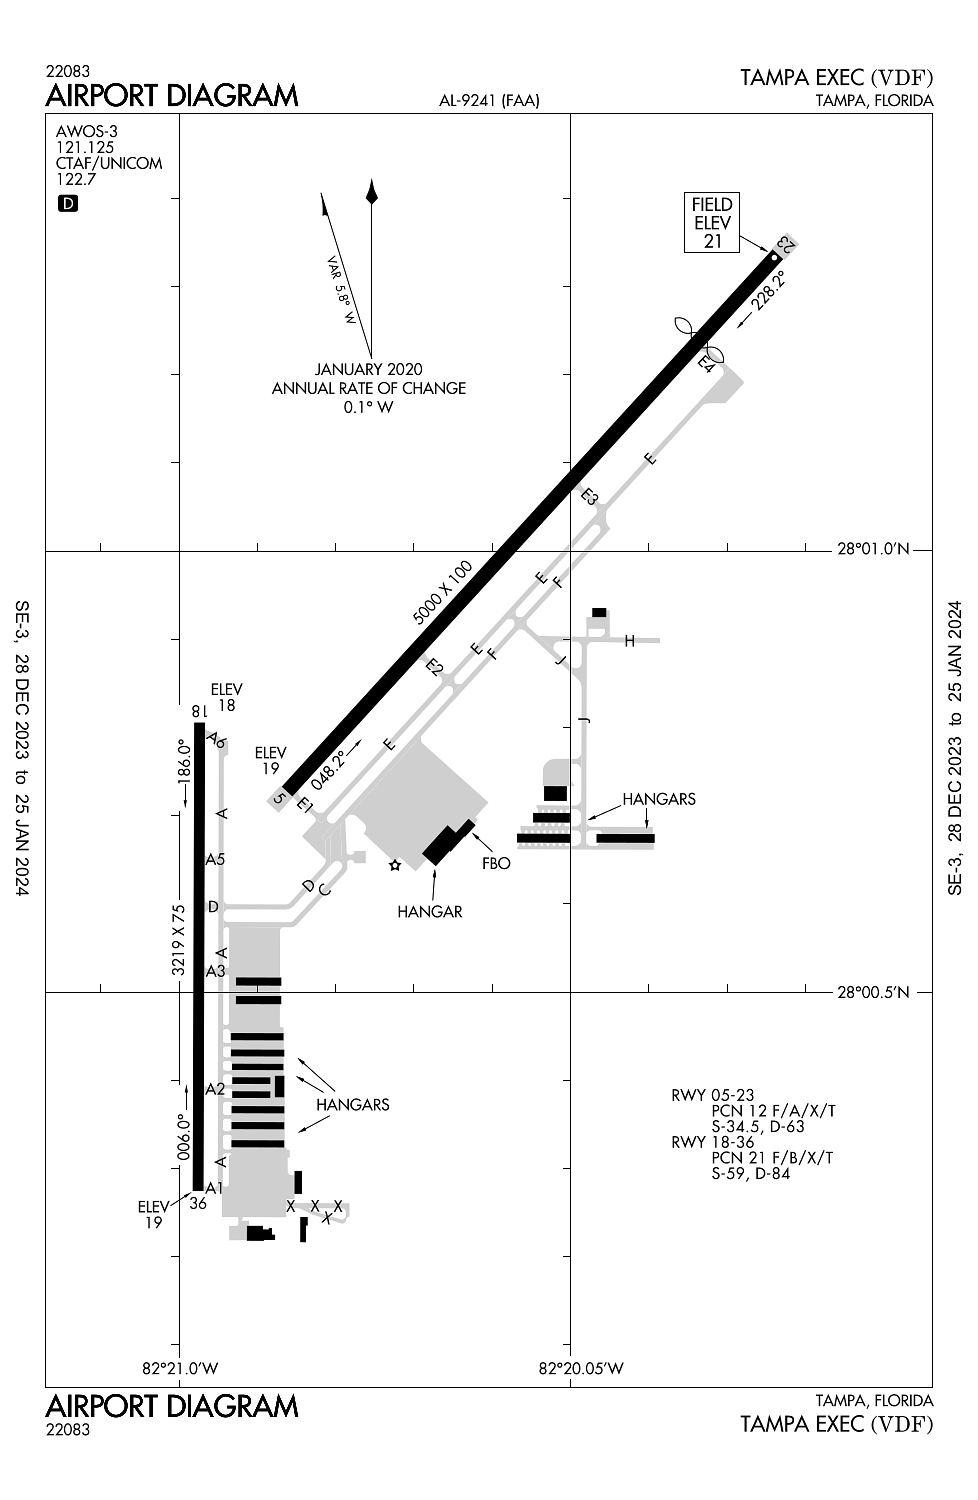 22083
AIRPORT DIAGRAM
AL-9241 (FAA)
TAMPA EXEC (VDF)
TAMPA, FLORIDA
AWOS-3
121.125
CTAF/UNICOM
122.7
D
VAR 5.8° W
JANUARY 2020
ANNUAL RATE OF CHANGE
0.1° W
FIELD
ELEV
21
23
228.2°
E4
E
E3
28°01.0'N
E
F
5000 X 100
H
J
E
F
E2
J
ELEV
18
18
A6
186.0°
ELEV
19
048.2°
E
5
E1
A
HANGARS
A5
FBO
D
C
HANGAR
D
3219 X 75
A
A3
28°00.5'N
A2
HANGARS
006.0°
A
A1
ELEV
19
36
X X X
X
RWY 05-23
PCN 12 F/A/X/T
S-34.5, D-63
RWY 18-36
PCN 21 F/B/X/T
S-59, D-84
82°21.0'W
82°20.05'W
SE-3, 28 DEC 2023 to 25 JAN 2024
SE-3, 28 DEC 2023 to 25 JAN 2024
AIRPORT DIAGRAM
22083
TAMPA, FLORIDA
TAMPA EXEC (VDF)